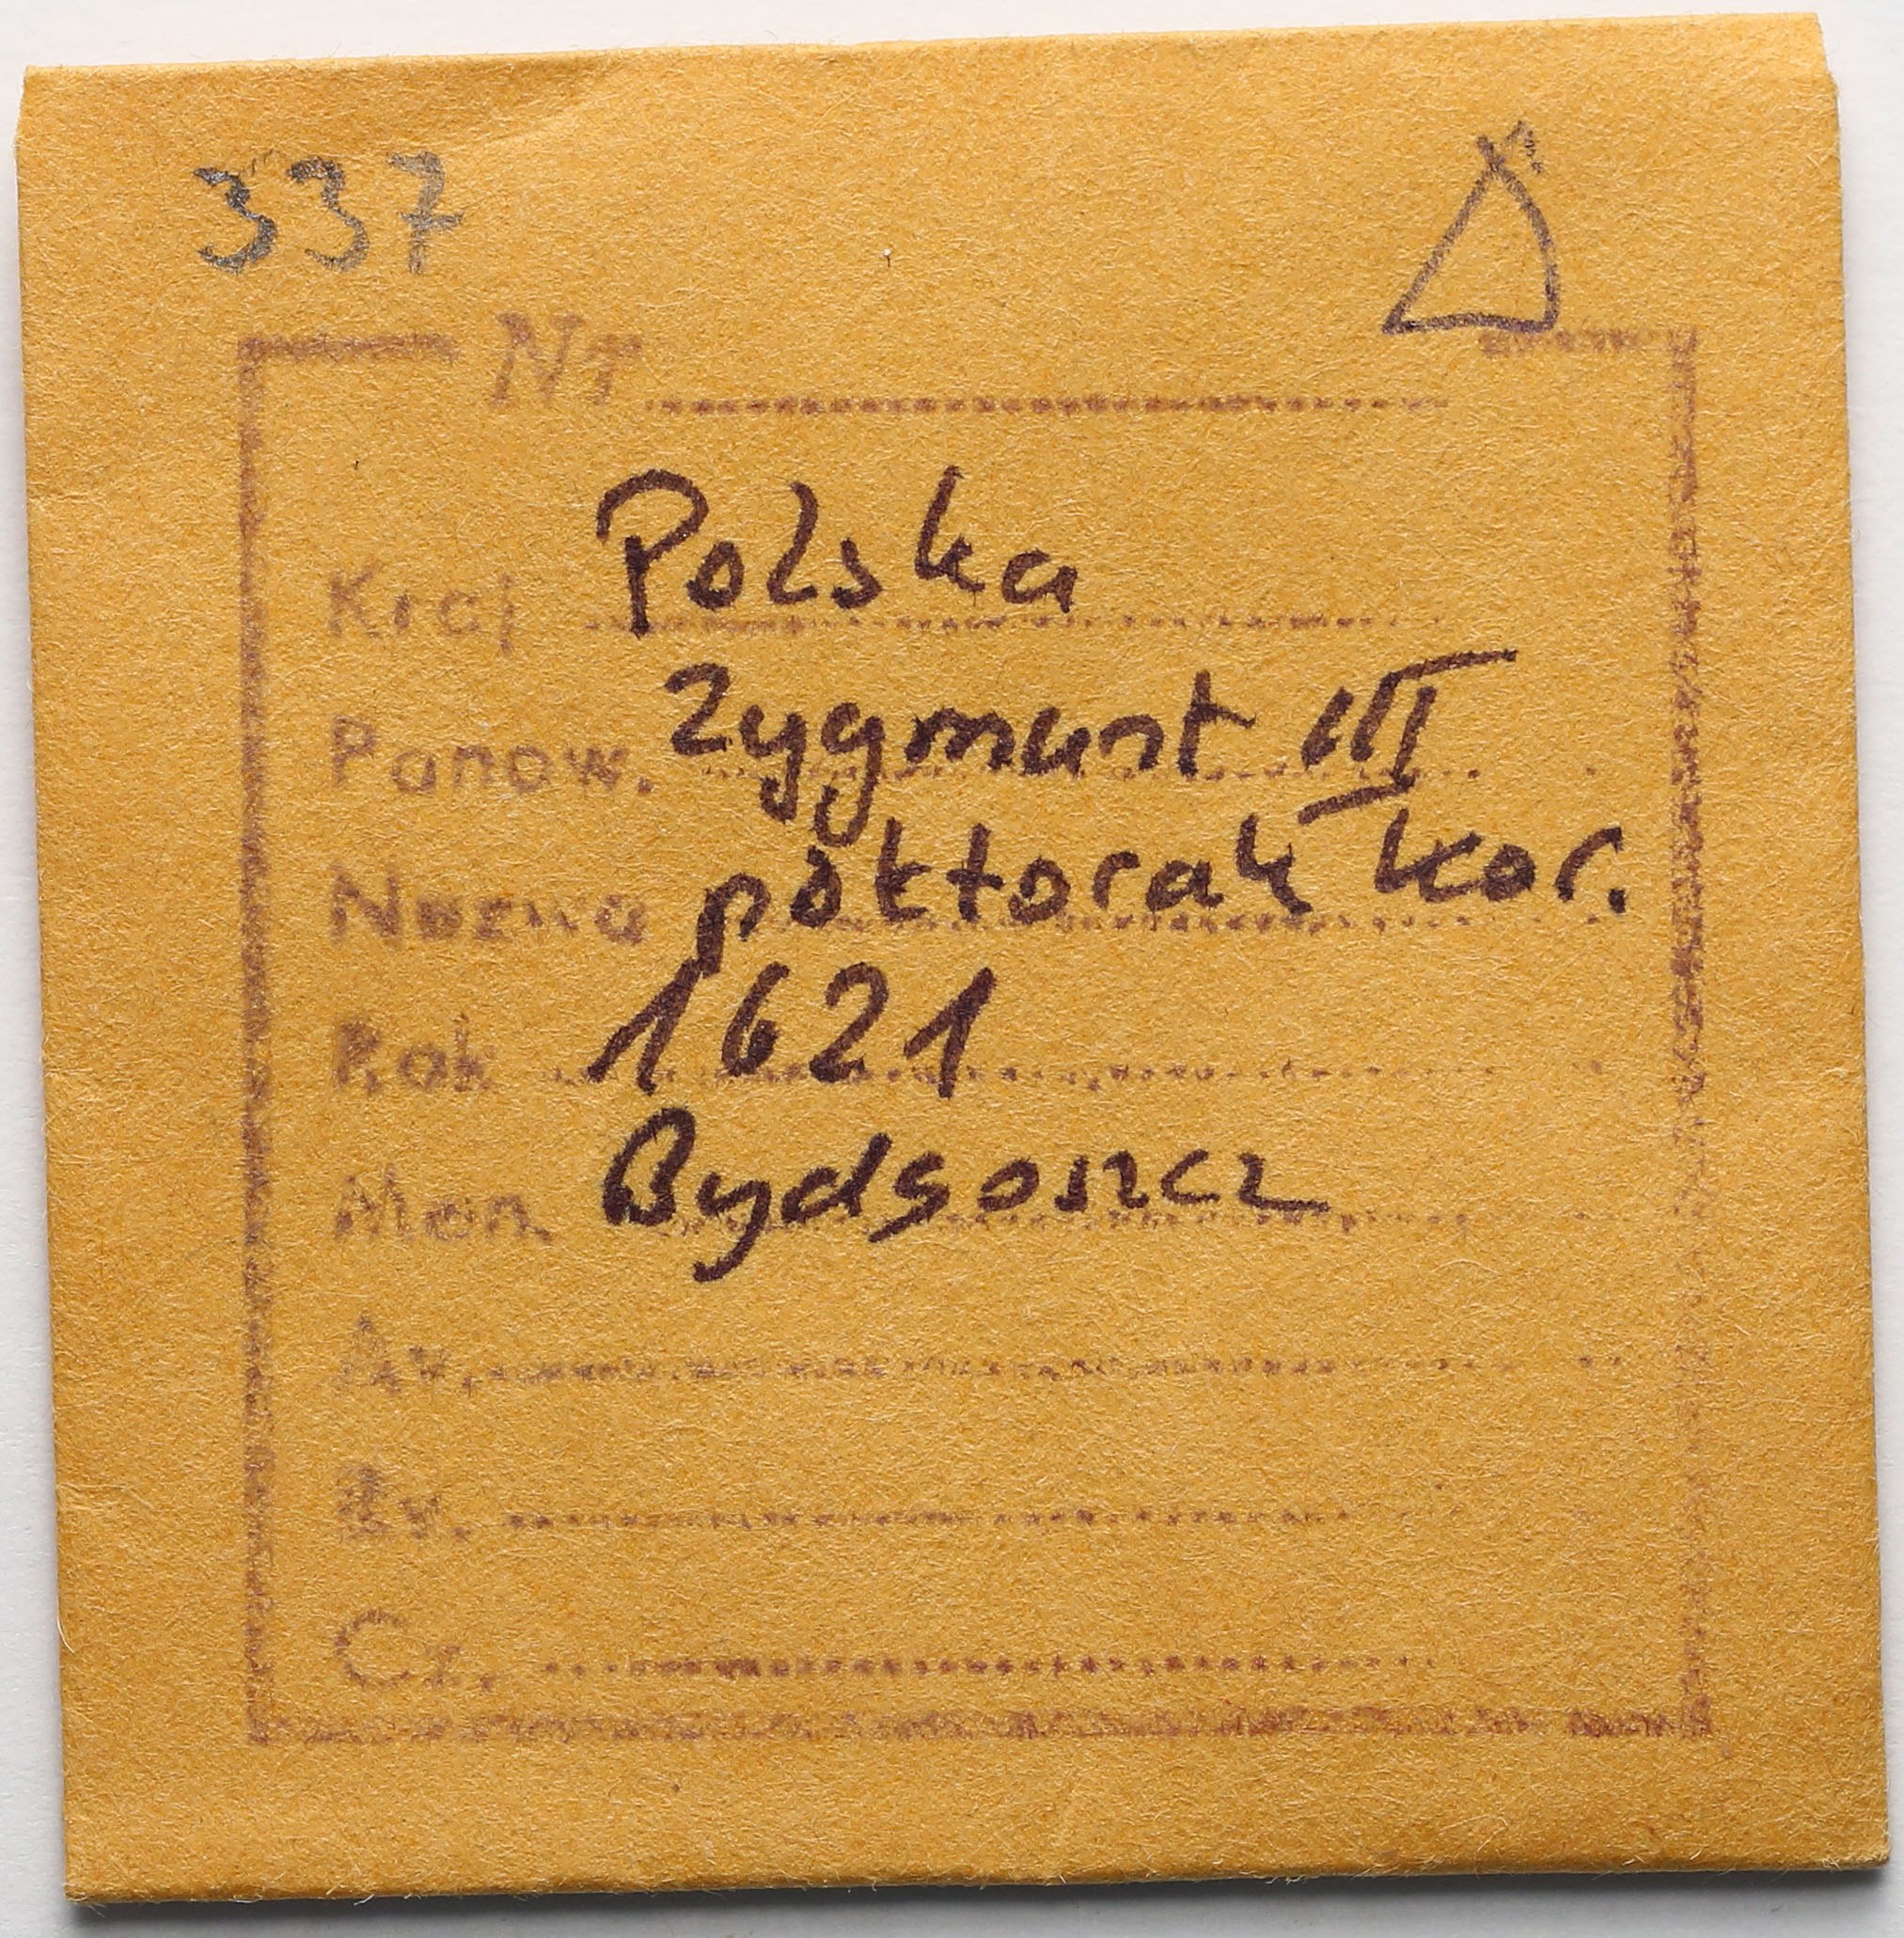 337
Nr
Kraj Polska
Panow. Zygmunt III
Nazwa półtorak kor.
Rok 1621
Men. Bydgoszcz
Av.
Rv.
Cz.